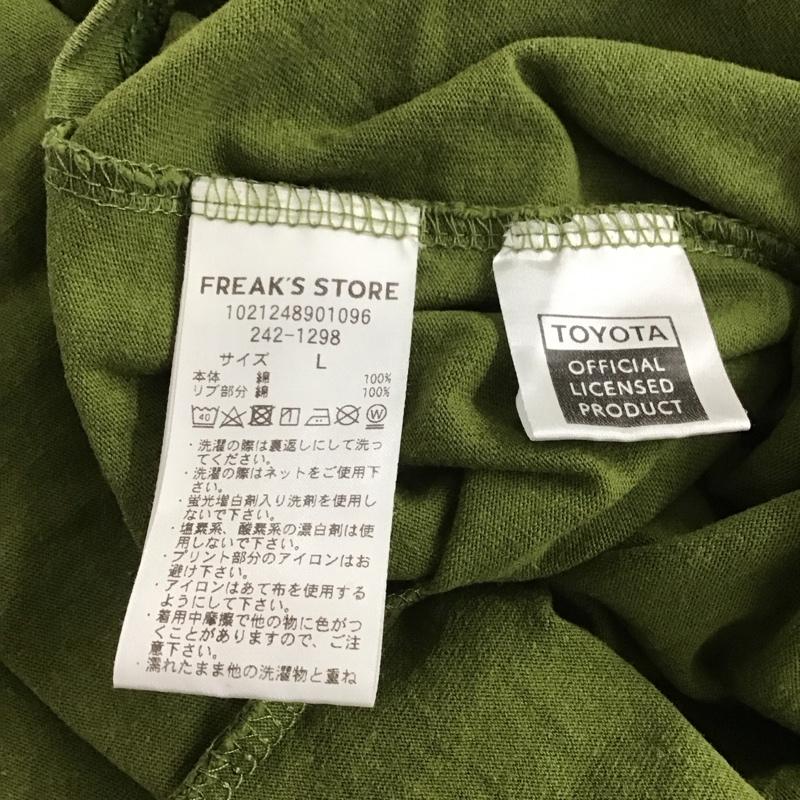 FREAK'S STORE
1021248901096
242-1298
サイズ L
本体 綿 100%
リブ部分 綿 100%
40
W
・洗濯の際は裏返しにして洗っ
てください。
・洗濯の際はネットをご使用下
さい。
・蛍光増白剤入り洗剤を使用し
ないで下さい。
・塩素系、酸素系の漂白剤は使
用しないで下さい。
・プリント部分のアイロンはお
避け下さい。
・アイロンはあて布を使用する
ようにして下さい。
・着用中摩擦で他の物に色がつ
くことがありますので、ご注
意下さい。
・濡れたまま他の洗濯物と重ね
TOYOTA
OFFICIAL
LICENSED
PRODUCT